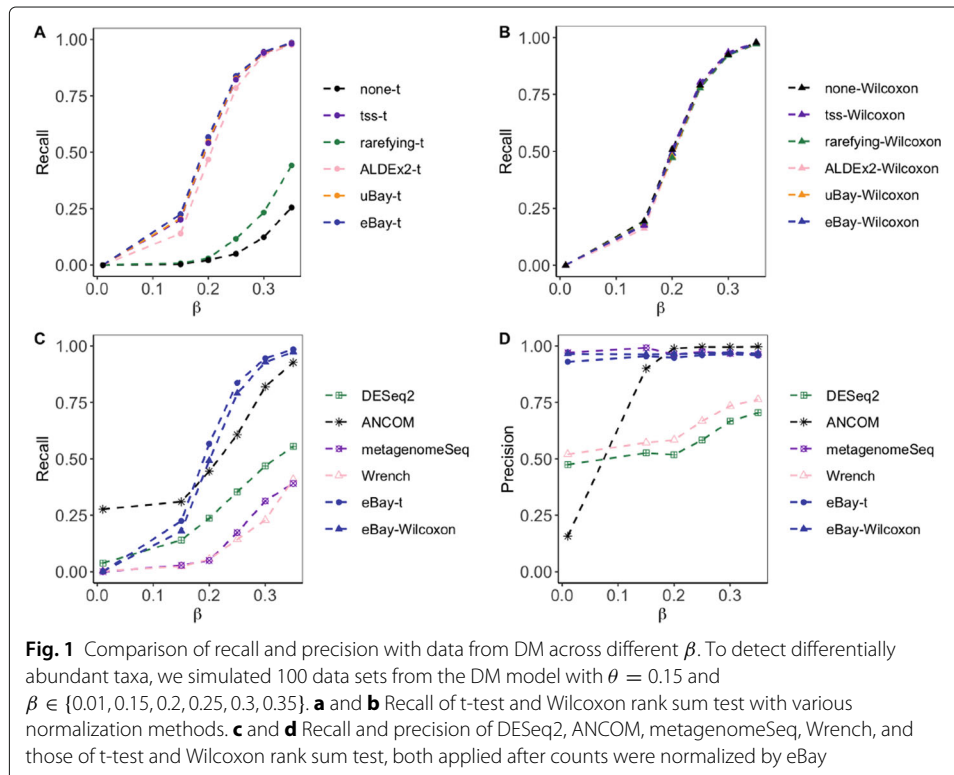 A
1.00
0.75
0.50
0.25
0.00
Recall
0.0 0.1 0.2 0.3
β
none-t
tss-t
rarefying-t
ALDEx2-t
uBay-t
eBay-t
B
1.00
0.75
0.50
0.25
0.00
Recall
0.0 0.1 0.2 0.3
β
none-Wilcoxon
tss-Wilcoxon
rarefying-Wilcoxon
ALDEx2-Wilcoxon
uBay-Wilcoxon
eBay-Wilcoxon
C
1.00
0.75
0.50
0.25
0.00
Recall
0.0 0.1 0.2 0.3
β
DESeq2
ANCOM
metagenomeSeq
Wrench
eBay-t
eBay-Wilcoxon
D
1.00
0.75
0.50
0.25
0.00
Precision
0.0 0.1 0.2 0.3
β
DESeq2
ANCOM
metagenomeSeq
Wrench
eBay-t
eBay-Wilcoxon
Fig. 1 Comparison of recall and precision with data from DM across different β. To detect differentially
abundant taxa, we simulated 100 data sets from the DM model with θ = 0.15 and
β ∈ {0.01, 0.15, 0.2, 0.25, 0.3, 0.35}. a and b Recall of t-test and Wilcoxon rank sum test with various
normalization methods. c and d Recall and precision of DESeq2, ANCOM, metagenomeSeq, Wrench, and
those of t-test and Wilcoxon rank sum test, both applied after counts were normalized by eBay